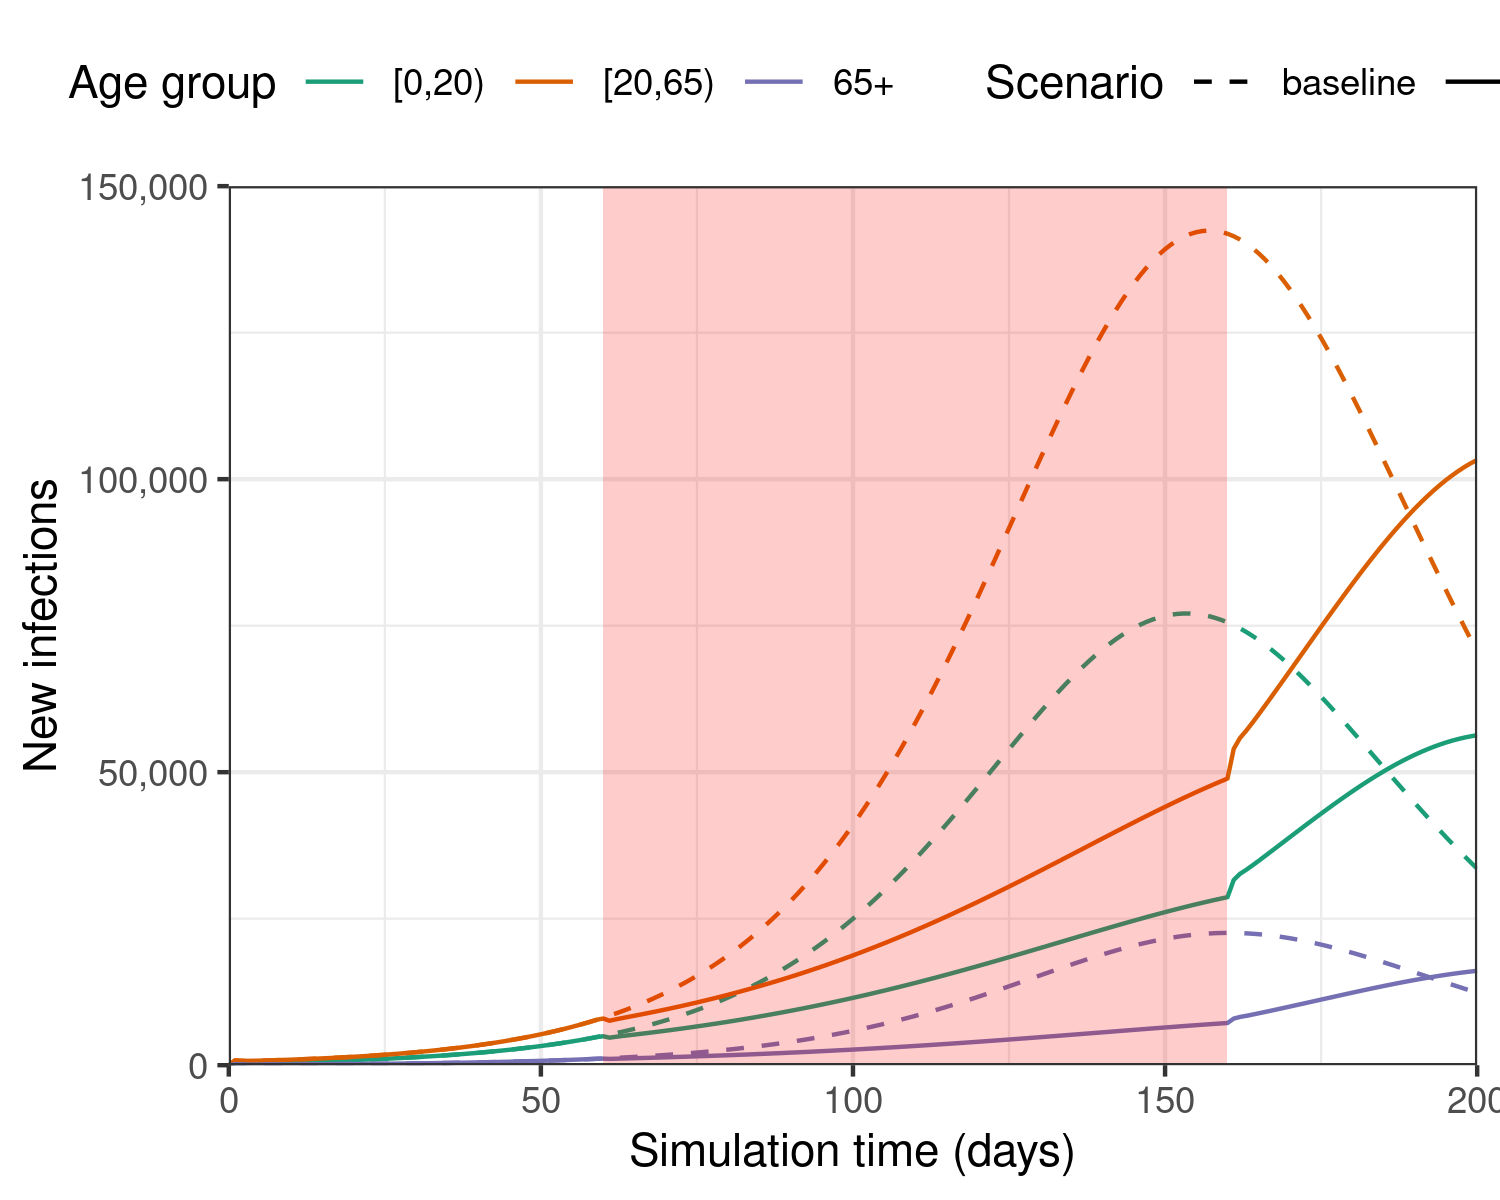 Age group [0,20) [20,65) 65+ Scenario baseline
150,000
100,000
50,000
0
New infections
0 50 100 150 200
Simulation time (days)